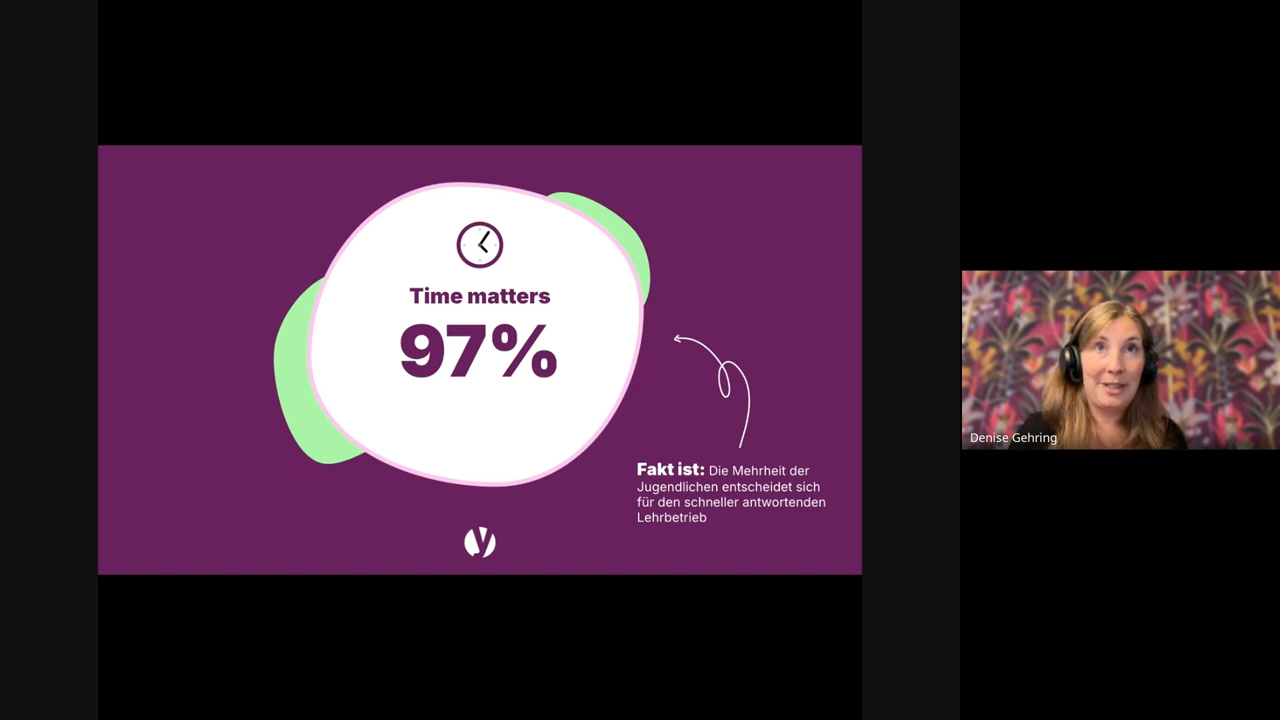 Time matters
97%
Fakt ist: Die Mehrheit der
Jugendlichen entscheidet sich
für den schneller antwortenden
Lehrbetrieb
y
Denise Gehring